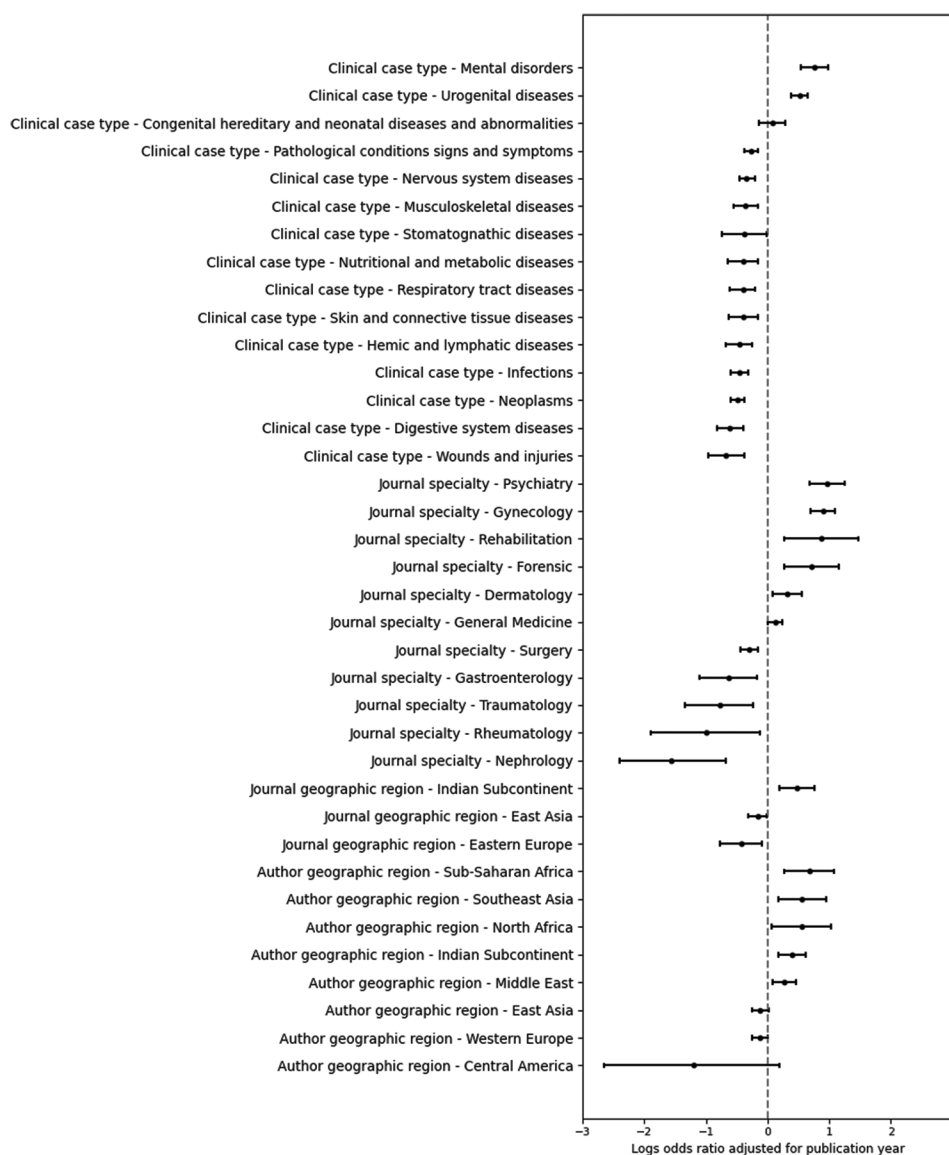 Clinical case type - Mental disorders
Clinical case type - Urogenital diseases
Clinical case type - Congenital hereditary and neonatal diseases and abnormalities
Clinical case type - Pathological conditions signs and symptoms
Clinical case type - Nervous system diseases
Clinical case type - Musculoskeletal diseases
Clinical case type - Stomatognathic diseases
Clinical case type - Nutritional and metabolic diseases
Clinical case type - Respiratory tract diseases
Clinical case type - Skin and connective tissue diseases
Clinical case type - Hemic and lymphatic diseases
Clinical case type - Infections
Clinical case type - Neoplasms
Clinical case type - Digestive system diseases
Clinical case type - Wounds and injuries
Journal specialty - Psychiatry
Journal specialty - Gynecology
Journal specialty - Rehabilitation
Journal specialty - Forensic
Journal specialty - Dermatology
Journal specialty - General Medicine
Journal specialty - Surgery
Journal specialty - Gastroenterology
Journal specialty - Traumatology
Journal specialty - Rheumatology
Journal specialty - Nephrology
Journal geographic region - Indian Subcontinent
Journal geographic region - East Asia
Journal geographic region - Eastern Europe
Author geographic region - Sub-Saharan Africa
Author geographic region - Southeast Asia
Author geographic region - North Africa
Author geographic region - Indian Subcontinent
Author geographic region - Middle East
Author geographic region - East Asia
Author geographic region - Western Europe
Author geographic region - Central America
−3 −2 −1 0 1 2
Logs odds ratio adjusted for publication year